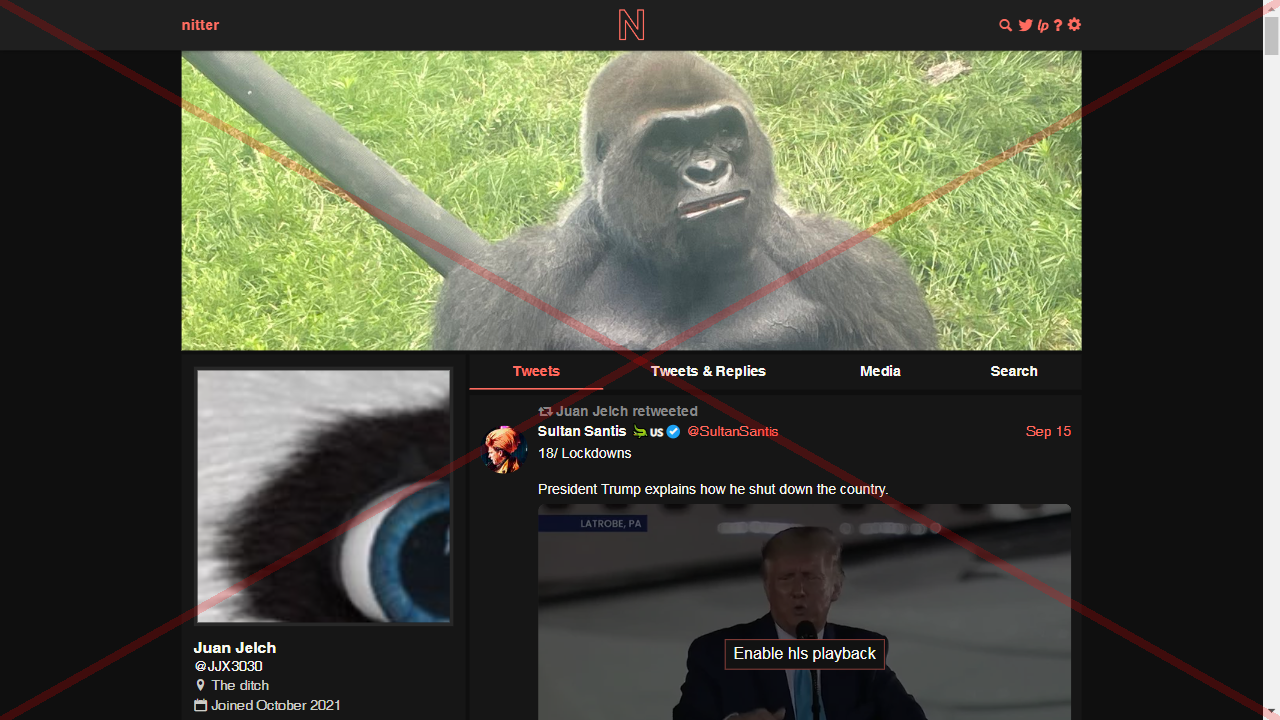 nitter
N
lp ?
Tweets
Tweets & Replies
Media
Search
Juan Jelch retweeted
Sultan Santis US @SultanSantis
Sep 15
18/ Lockdowns
President Trump explains how he shut down the country.
LATROBE, PA
Enable hls playback
Juan Jelch
@JJX3030
The ditch
Joined October 2021